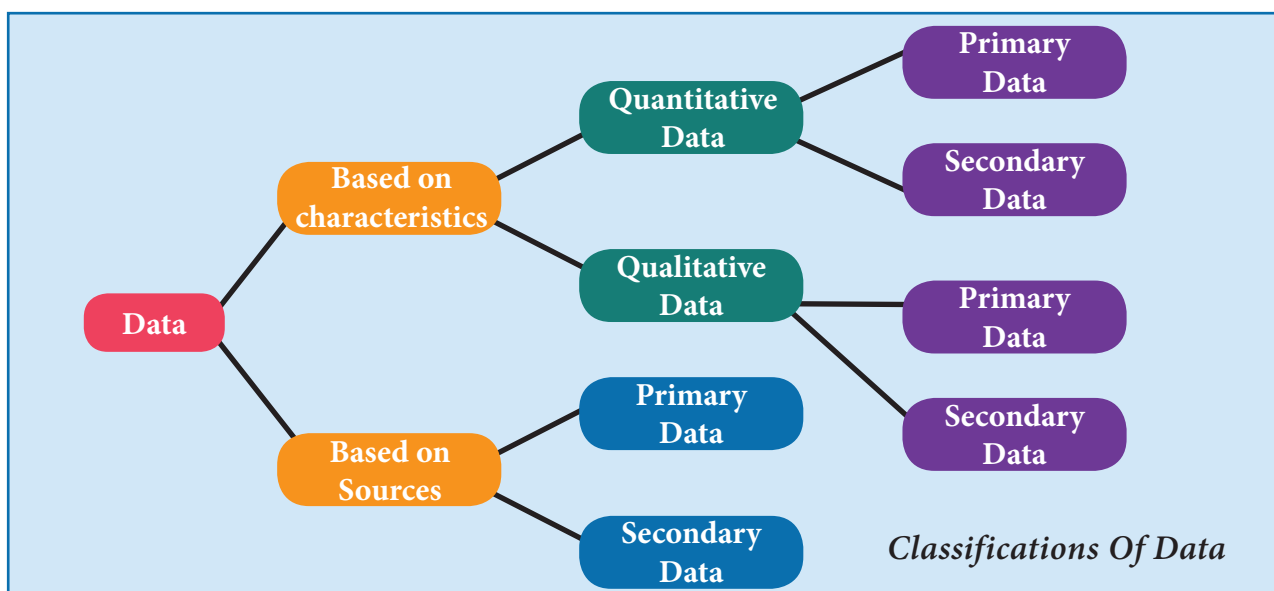 Primary
Data
Quantitative
Data
Secondary
Data
Based on
characteristics
Qualitative
Data
Primary
Data
Data
Primary
Data
Secondary
Data
Based on
Sources
Secondary
Data
Classifications Of Data